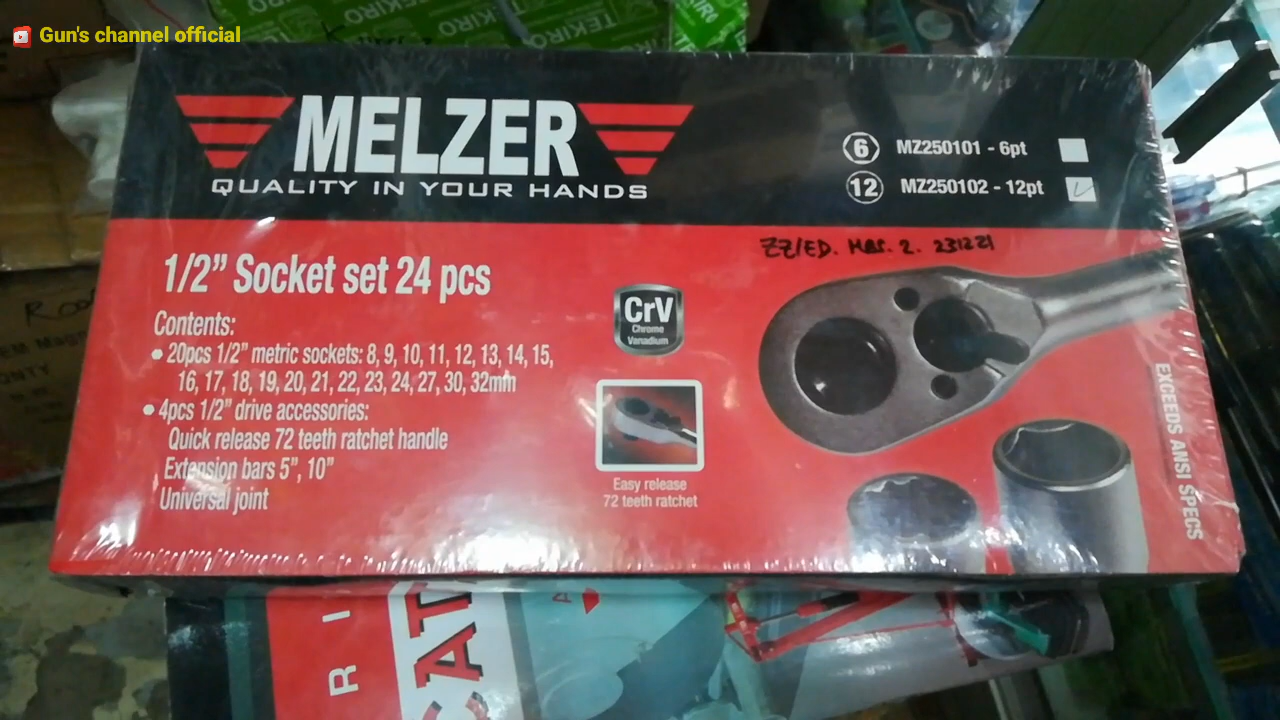 Gun's channel official
TEKIRO
TEKIRO
MELZER
QUALITY IN YOUR HANDS
6 MZ250101 - 6pt
12 MZ250102 - 12pt
1/2” Socket set 24 pcs
Contents:
• 20pcs 1/2” metric sockets: 8, 9, 10, 11, 12, 13, 14, 15,
16, 17, 18, 19, 20, 21, 22, 23, 24, 27, 30, 32mm
• 4pcs 1/2” drive accessories:
Quick release 72 teeth ratchet handle
Extension bars 5”, 10”
Universal joint
CrV
Chrome
Vanadium
Easy release
72 teeth ratchet
EXCEEDS ANSI SPECS